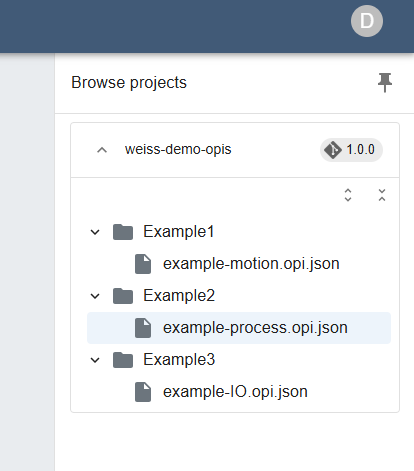 D
Browse projects
weiss-demo-opis 1.0.0
Example1
example-motion.opi.json
Example2
example-process.opi.json
Example3
example-IO.opi.json